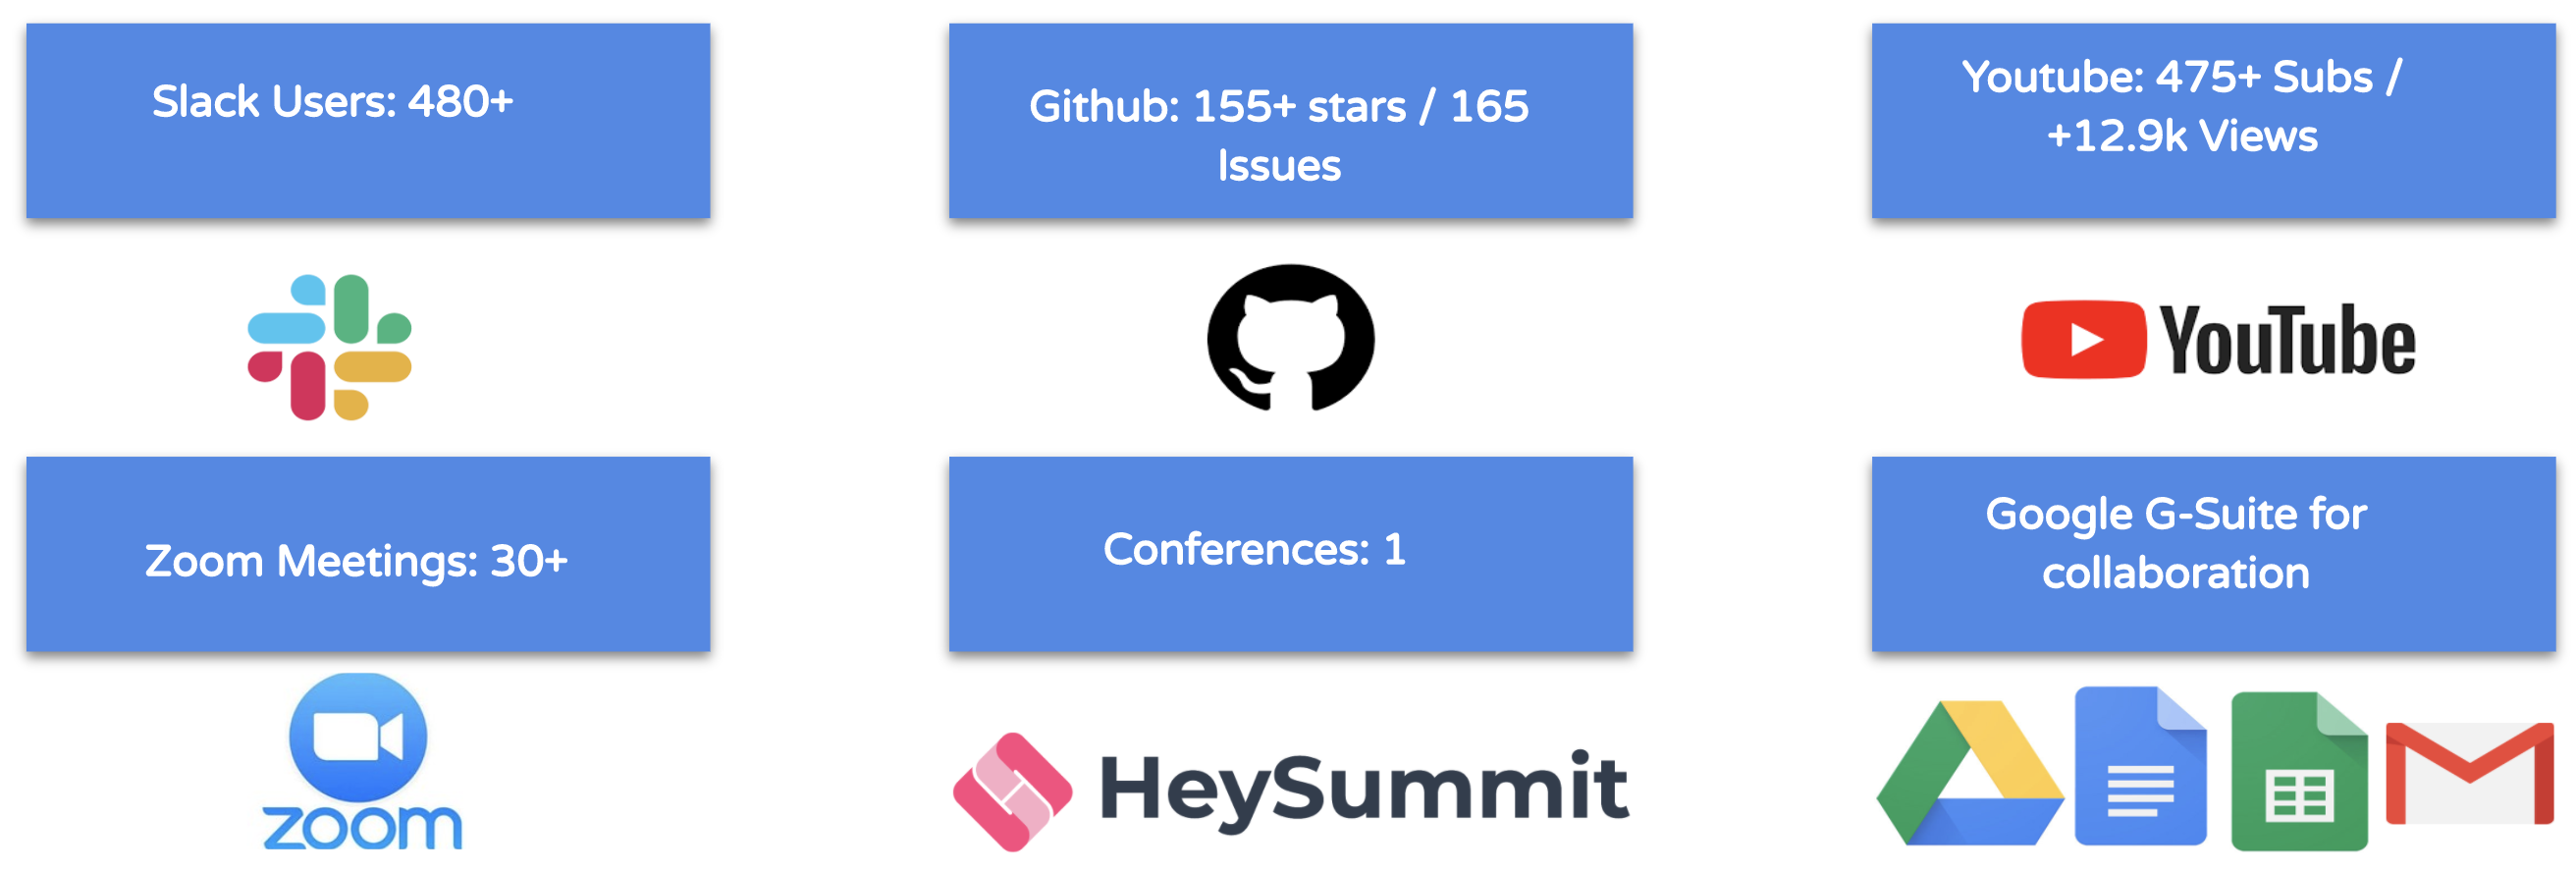 Slack Users: 480+
Github: 155+ stars / 165
Issues
Youtube: 475+ Subs /
+12.9k Views
YouTube
Zoom Meetings: 30+
Conferences: 1
Google G-Suite for
collaboration
zoom
HeySummit